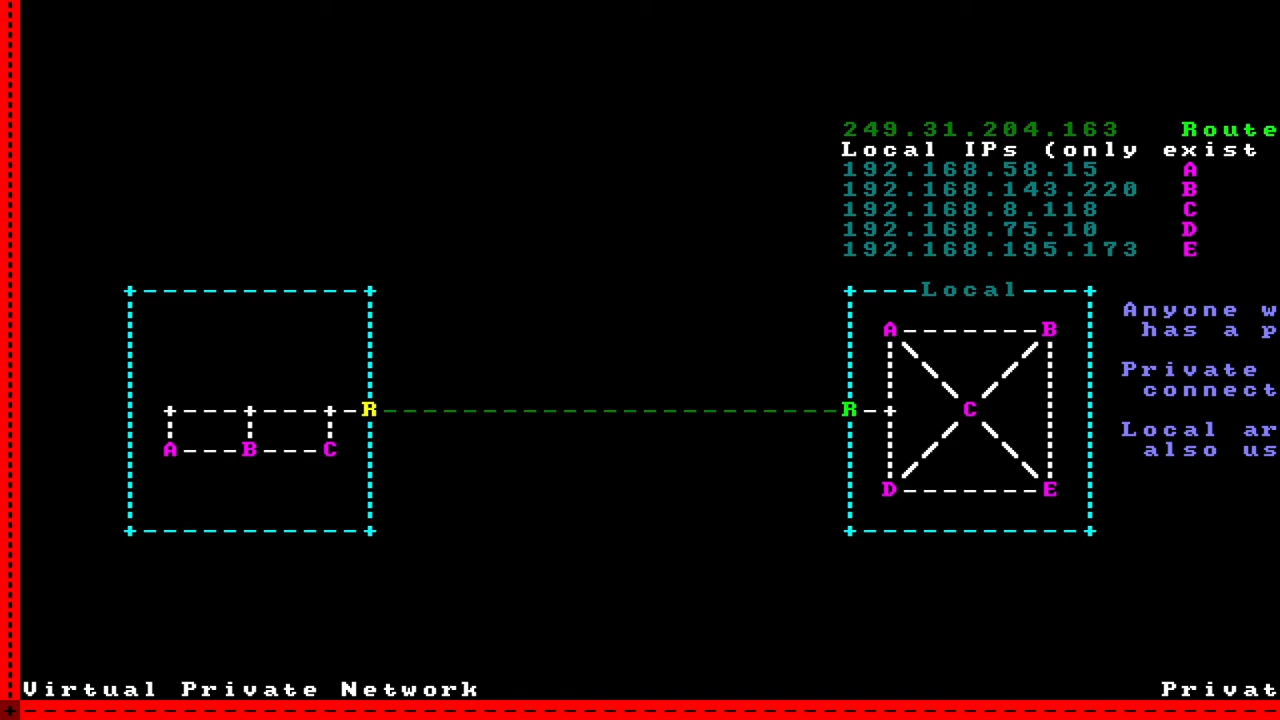 249.31.204.163 Route
Local IPs (only exist
192.168.58.15 A
192.168.143.220 B
192.168.8.118 C
192.168.75.10 D
192.168.195.173 E
Local
A B
Anyone w
has a p
Private
connect
R R C
A B C
Local ar
also us
D E
Virtual Private Network Privat